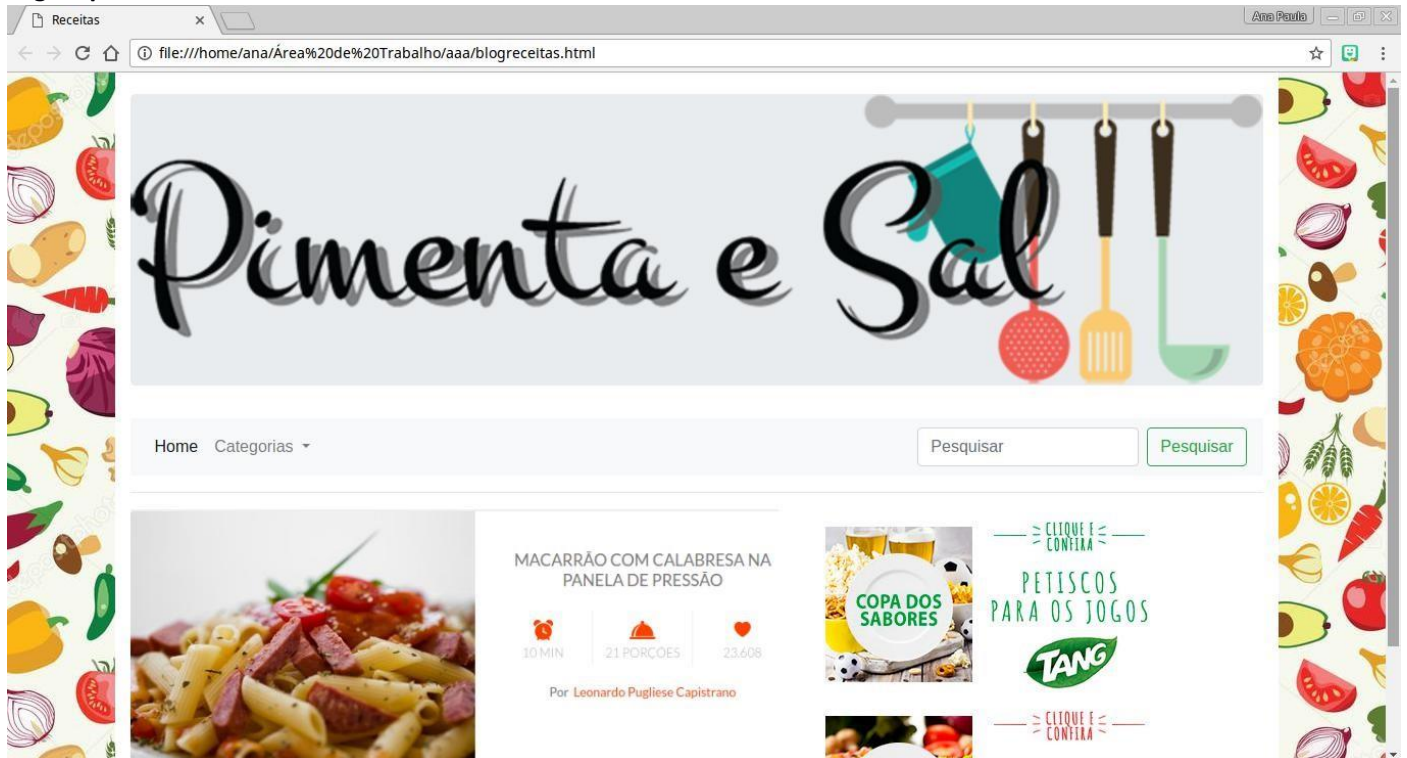 Receitas
Ana Paula
file:///home/ana/Área%20de%20Trabalho/aaa/blogreceitas.html
Pimenta e Sal
Home Categorias
Pesquisar
Pesquisar
MACARRÃO COM CALABRESA NA
PANELA DE PRESSÃO
10 MIN
21 PORÇOES
23.608
Por Leonardo Pugliese Capistrano
COPA DOS
SABORES
CLIQUE E
CONFIRA
PETISCOS
PARA OS JOGOS
TANG
CLIQUE E
CONFIRA